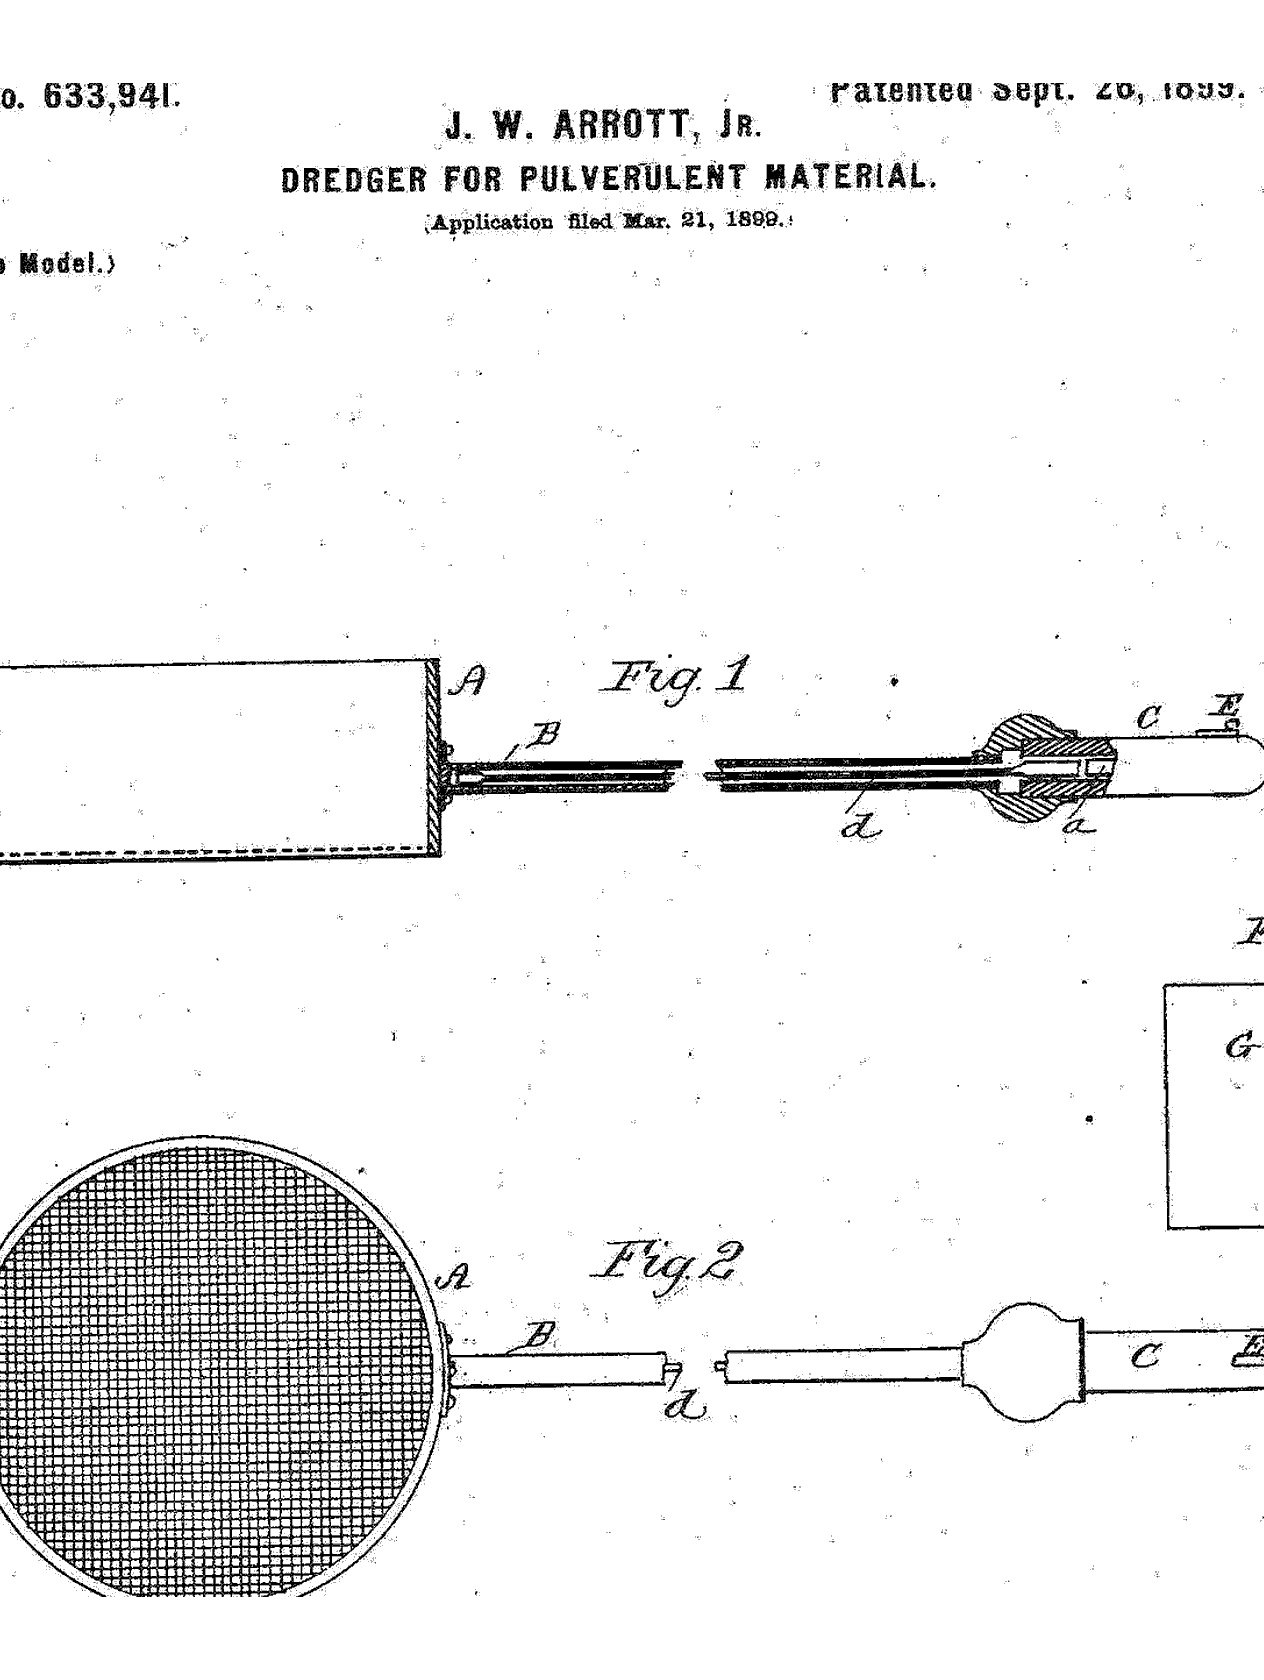 o. 633,941.
Patented Sept. 26, 1899.
J. W. ARROTT, JR.
DREDGER FOR PULVERULENT MATERIAL.
(Application filed Mar. 21, 1899.)
Model.)
Fig. 1
A
B
C
E
d
a
G
Fig. 2
A
B
C
E
d